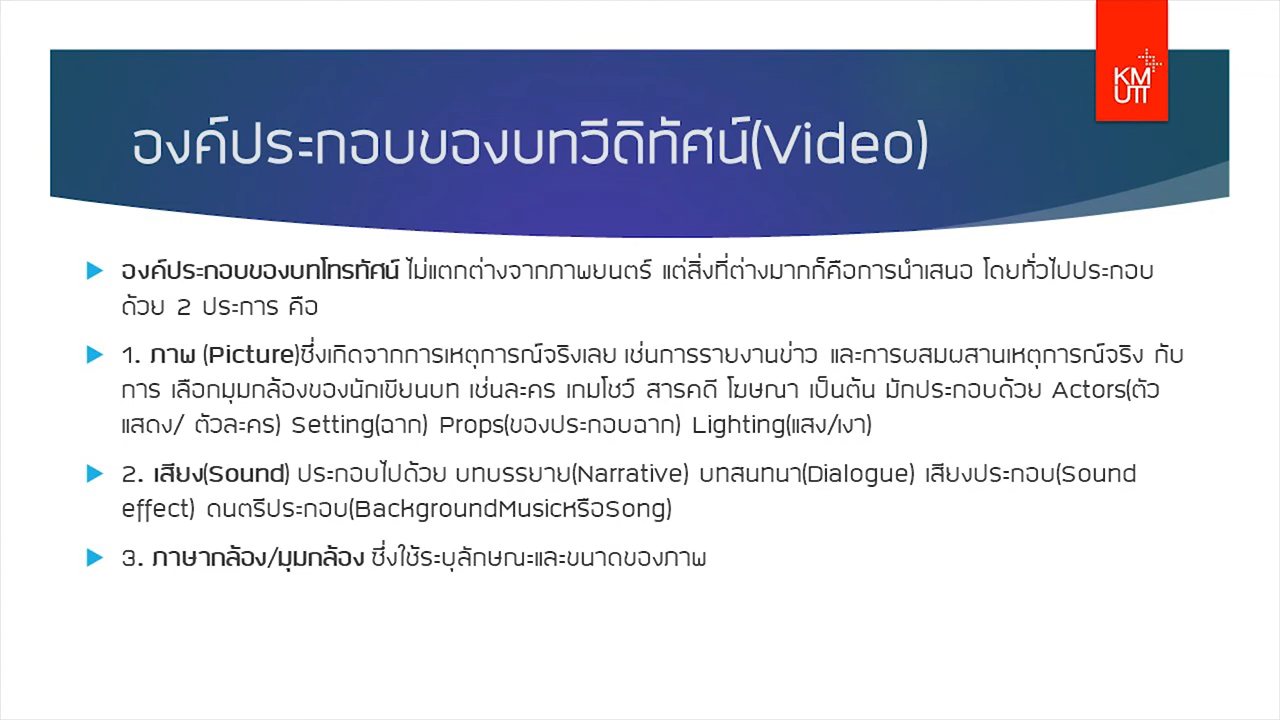 KM
UTT
องค์ประกอบของบทวีดิทัศน์(Video)
องค์ประกอบของบทโทรทัศน์ ไม่แตกต่างจากภาพยนตร์ แต่สิ่งที่ต่างมากก็คือการนำเสนอ โดยทั่วไปประกอบ
ด้วย 2 ประการ คือ
1. ภาพ (Picture)ซึ่งเกิดจากการเหตุการณ์จริงเลย เช่นการรายงานข่าว และการผสมผสานเหตุการณ์จริง กับ
การ เลือกมุมกล้องของนักเขียนบท เช่นละคร เกมโชว์ สารคดี โฆษณา เป็นต้น มักประกอบด้วย Actors(ตัว
แสดง/ ตัวละคร) Setting(ฉาก) Props(ของประกอบฉาก) Lighting(แสง/เงา)
2. เสียง(Sound) ประกอบไปด้วย บทบรรยาย(Narrative) บทสนทนา(Dialogue) เสียงประกอบ(Sound
effect) ดนตรีประกอบ(BackgroundMusicหรือSong)
3. ภาษากล้อง/มุมกล้อง ซึ่งใช้ระบุลักษณะและขนาดของภาพ